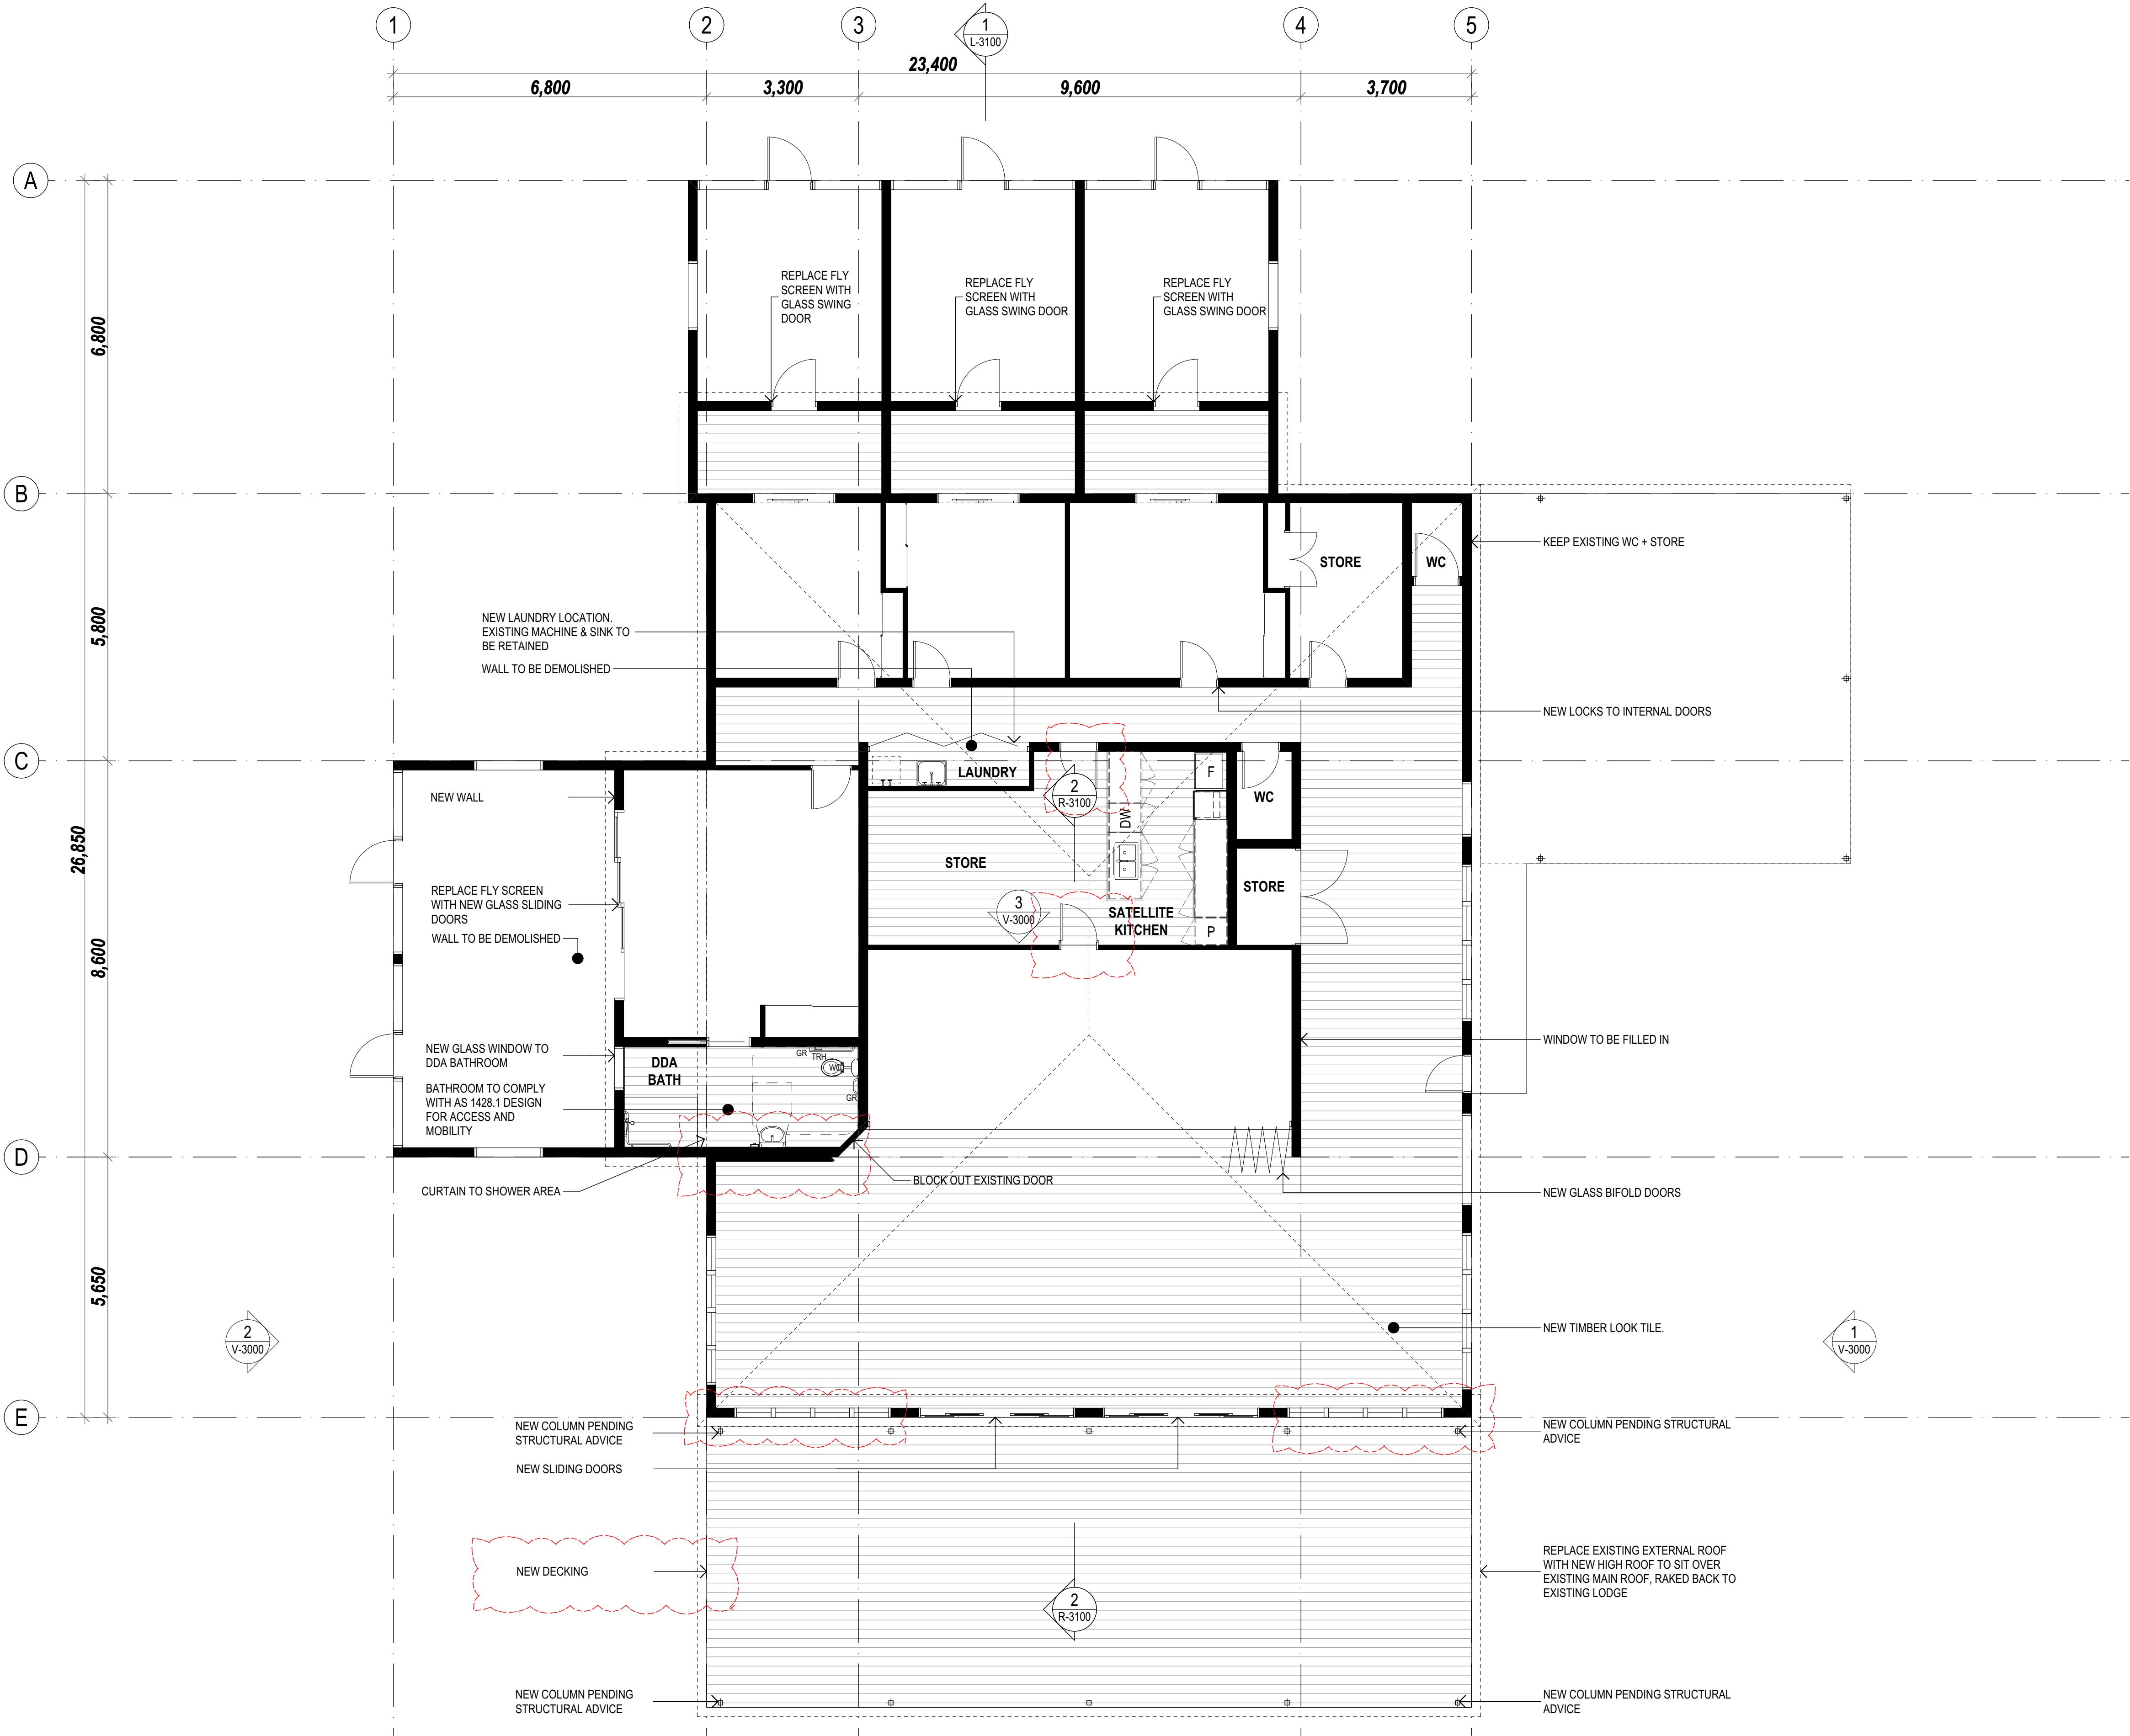 1
2
3
1
L-3100
4
5
23,400
6,800
3,300
9,600
3,700
A
REPLACE FLY
SCREEN WITH
GLASS SWING
DOOR
REPLACE FLY
SCREEN WITH
GLASS SWING DOOR
REPLACE FLY
SCREEN WITH
GLASS SWING DOOR
6,800
B
KEEP EXISTING WC + STORE
STORE
WC
5,800
NEW LAUNDRY LOCATION.
EXISTING MACHINE & SINK TO
BE RETAINED
WALL TO BE DEMOLISHED
NEW LOCKS TO INTERNAL DOORS
C
LAUNDRY
F
2
R-3100
WC
NEW WALL
DW
26,850
STORE
STORE
REPLACE FLY SCREEN
WITH NEW GLASS SLIDING
DOORS
3
V-3000
SATELLITE
KITCHEN
P
WALL TO BE DEMOLISHED
8,600
WINDOW TO BE FILLED IN
NEW GLASS WINDOW TO
DDA BATHROOM
DDA
BATH
GR
TRH
WC
GR
BATHROOM TO COMPLY
WITH AS 1428.1 DESIGN
FOR ACCESS AND
MOBILITY
D
BLOCK OUT EXISTING DOOR
CURTAIN TO SHOWER AREA
NEW GLASS BIFOLD DOORS
5,650
2
V-3000
NEW TIMBER LOOK TILE.
1
V-3000
E
NEW COLUMN PENDING
STRUCTURAL ADVICE
NEW COLUMN PENDING STRUCTURAL
ADVICE
NEW SLIDING DOORS
NEW DECKING
REPLACE EXISTING EXTERNAL ROOF
WITH NEW HIGH ROOF TO SIT OVER
EXISTING MAIN ROOF, RAKED BACK TO
EXISTING LODGE
2
R-3100
NEW COLUMN PENDING
STRUCTURAL ADVICE
NEW COLUMN PENDING STRUCTURAL
ADVICE